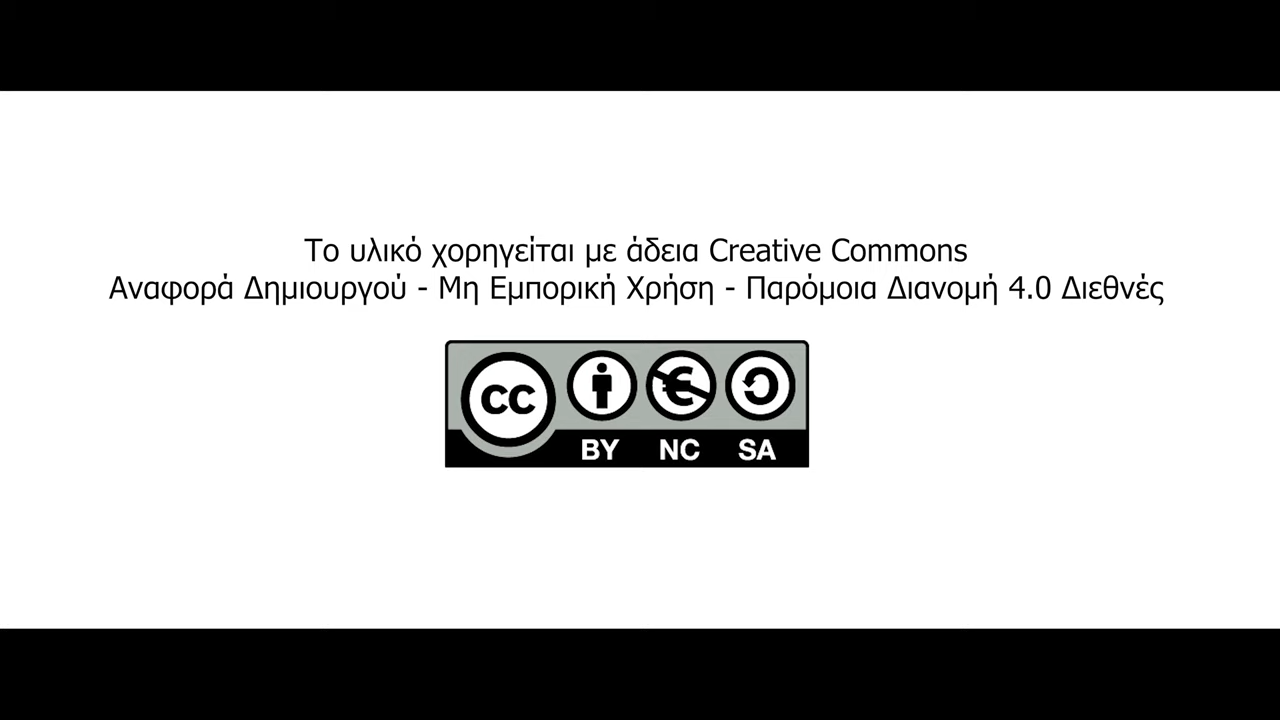 Το υλικό χορηγείται με άδεια Creative Commons
Αναφορά Δημιουργού - Μη Εμπορική Χρήση - Παρόμοια Διανομή 4.0 Διεθνές
CC
BY NC SA